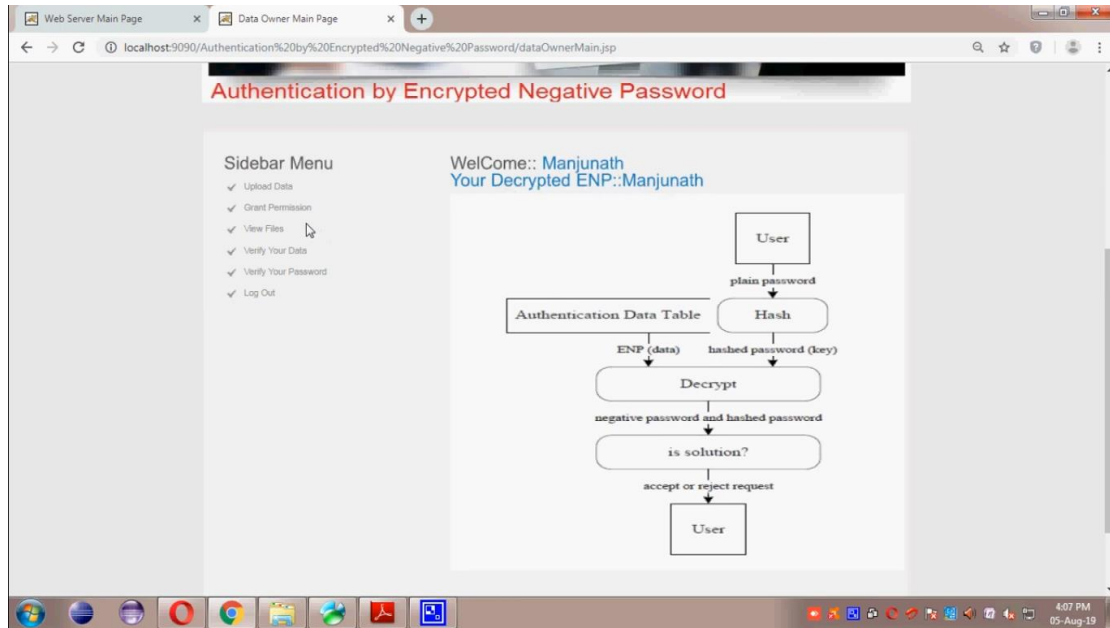 Web Server Main Page
Data Owner Main Page
localhost:9090/Authentication%20by%20Encrypted%20Negative%20Password/dataOwnerMain.jsp
Authentication by Encrypted Negative Password
Sidebar Menu
Upload Data
Grant Permission
View Files
Verify Your Data
Verify Your Password
Log Out
WelCome:: Manjunath
Your Decrypted ENP::Manjunath
User
plain password
Authentication Data Table
Hash
ENP (data)
hashed password (key)
Decrypt
negative password and hashed password
is solution?
accept or reject request
User
4:07 PM
05-Aug-19